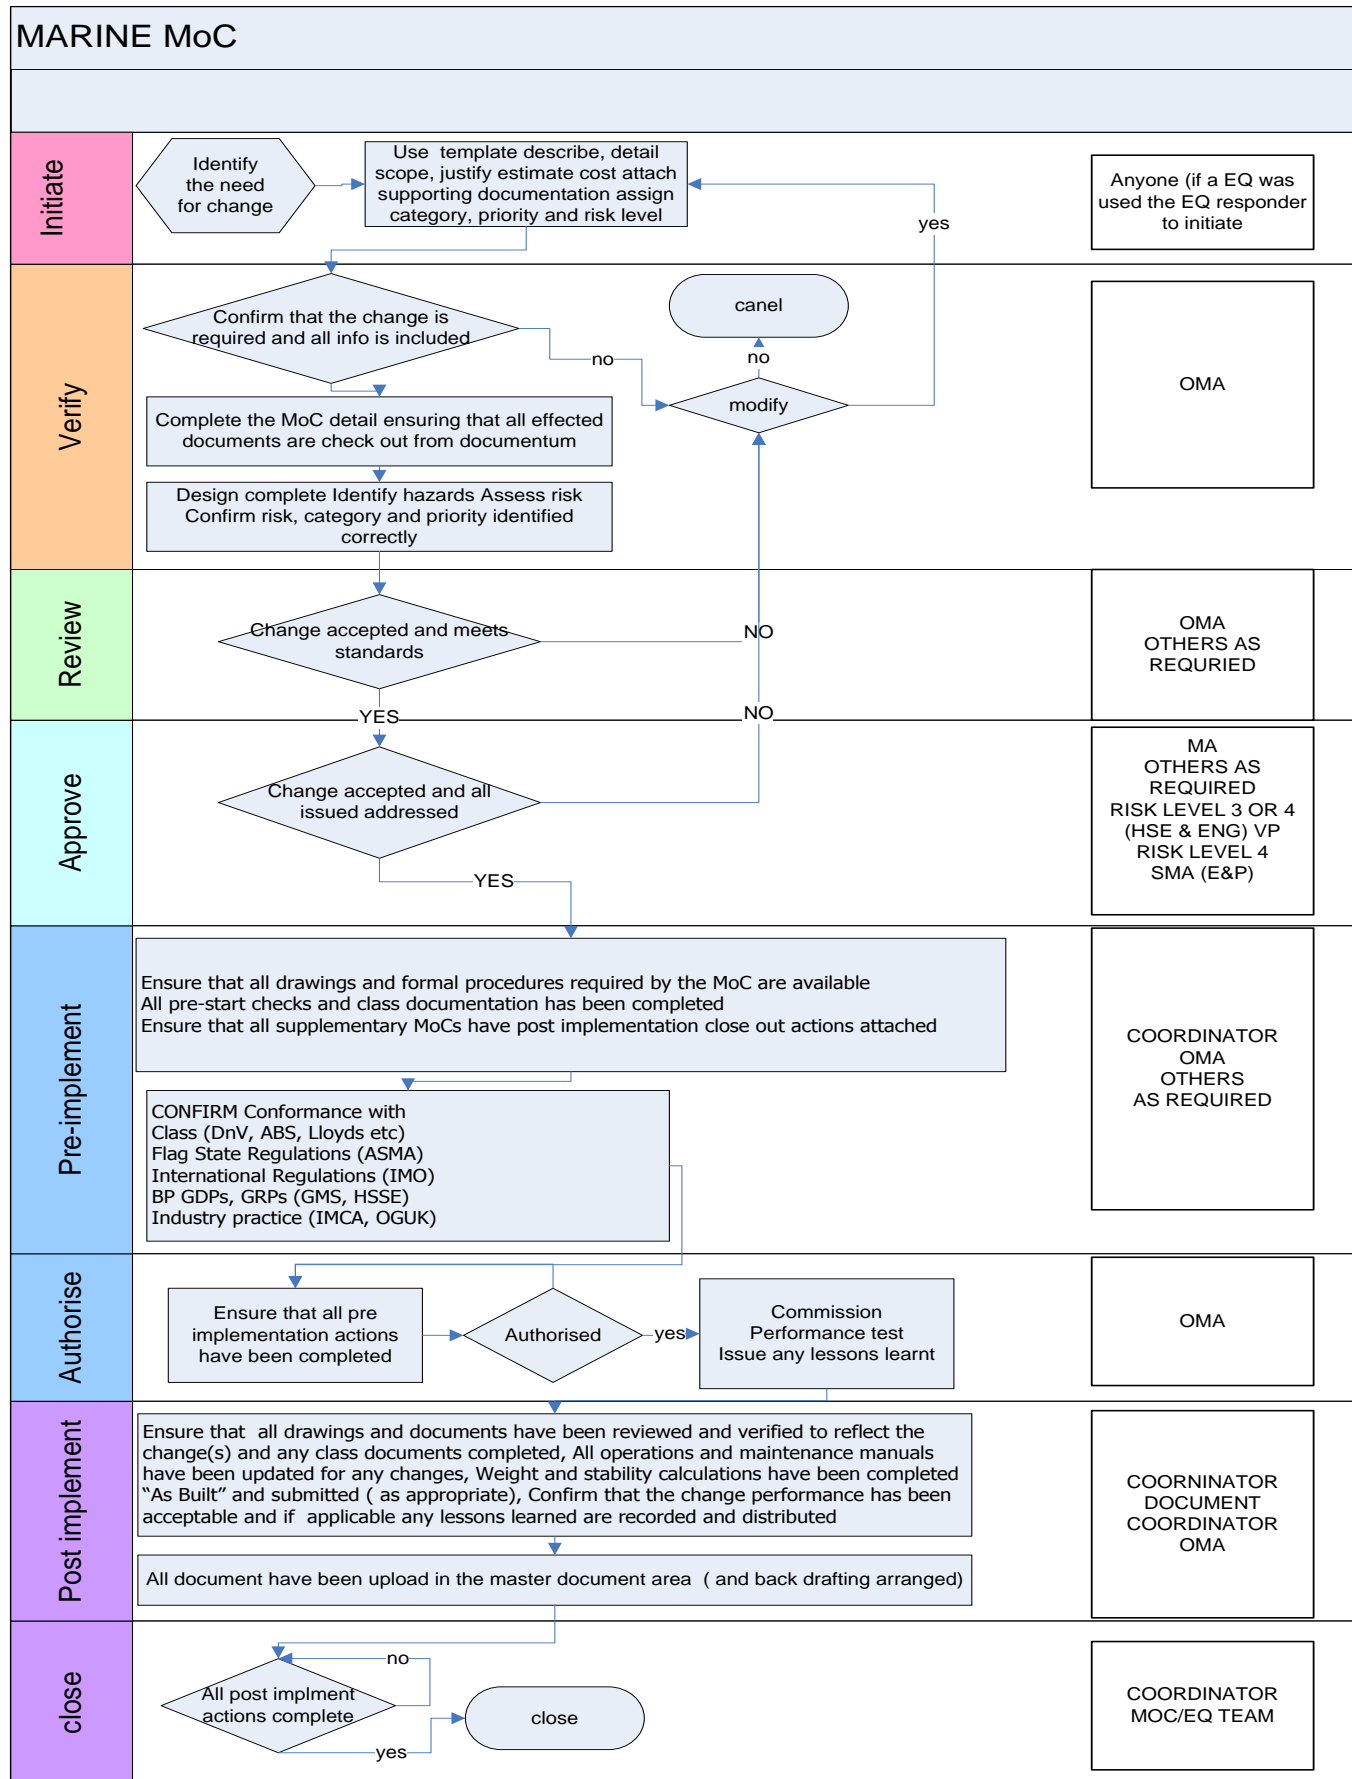 MARINE MoC
Initiate
Identify
the need
for change
Use  template describe, detail
scope, justify estimate cost attach
supporting documentation assign
category, priority and risk level
yes
Anyone (if a EQ was
used the EQ responder
to initiate
Verify
Confirm that the change is
required and all info is included
no
canel
no
modify
OMA
Complete the MoC detail ensuring that all effected
documents are check out from documentum
Design complete Identify hazards Assess risk
Confirm risk, category and priority identified
correctly
Review
Change accepted and meets
standards
NO
YES
OMA
OTHERS AS
REQURIED
Approve
Change accepted and all
issued addressed
NO
YES
MA
OTHERS AS
REQUIRED
RISK LEVEL 3 OR 4
(HSE & ENG) VP
RISK LEVEL 4
SMA (E&P)
Pre-implement
Ensure that all drawings and formal procedures required by the MoC are available
All pre-start checks and class documentation has been completed
Ensure that all supplementary MoCs have post implementation close out actions attached
CONFIRM Conformance with
Class (DnV, ABS, Lloyds etc)
Flag State Regulations (ASMA)
International Regulations (IMO)
BP GDPs, GRPs (GMS, HSSE)
Industry practice (IMCA, OGUK)
COORDINATOR
OMA
OTHERS
AS REQUIRED
Authorise
Ensure that all pre
implementation actions
have been completed
Authorised
yes
Commission
Performance test
Issue any lessons learnt
OMA
Post implement
Ensure that  all drawings and documents have been reviewed and verified to reflect the
change(s) and any class documents completed, All operations and maintenance manuals
have been updated for any changes, Weight and stability calculations have been completed
“As Built” and submitted ( as appropriate), Confirm that the change performance has been
acceptable and if  applicable any lessons learned are recorded and distributed
All document have been upload in the master document area  ( and back drafting arranged)
COORNINATOR
DOCUMENT
COORDINATOR
OMA
close
All post implment
actions complete
no
yes
close
COORDINATOR
MOC/EQ TEAM